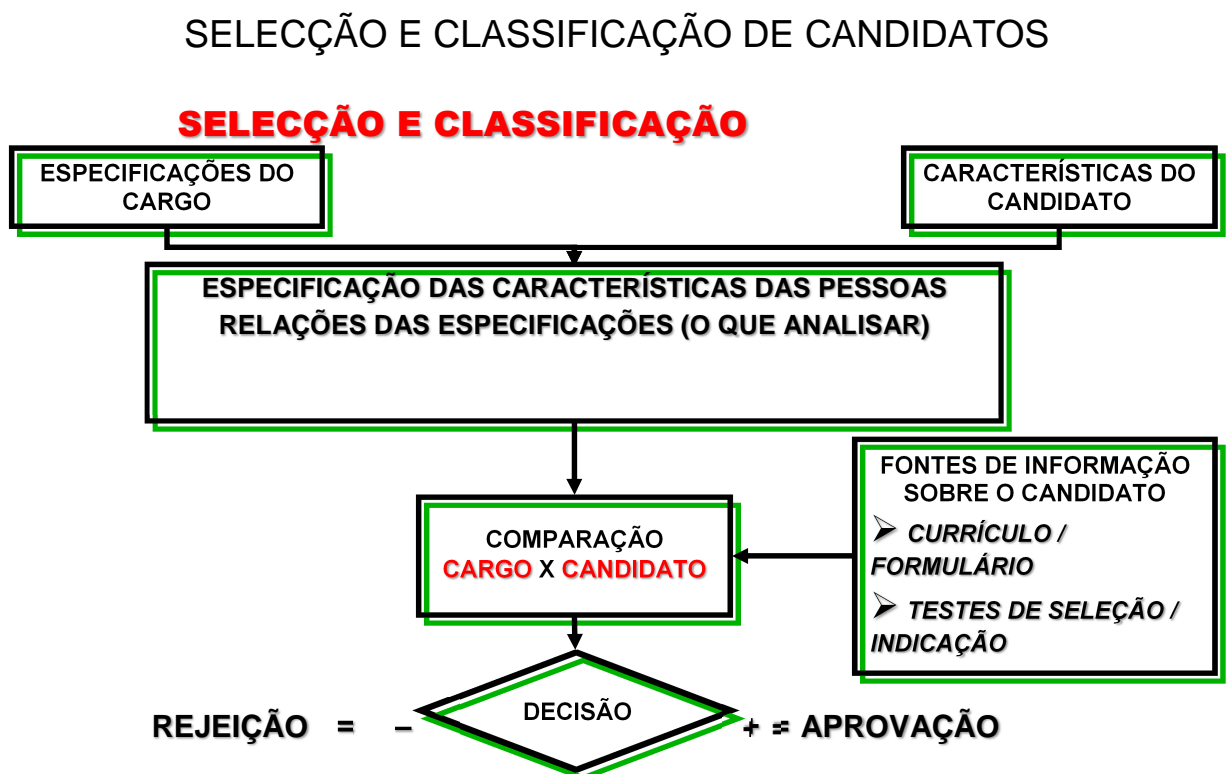 SELECÇÃO E CLASSIFICAÇÃO DE CANDIDATOS
SELECÇÃO E CLASSIFICAÇÃO
ESPECIFICAÇÕES DO
CARGO
CARACTERÍSTICAS DO
CANDIDATO
ESPECIFICAÇÃO DAS CARACTERÍSTICAS DAS PESSOAS
RELAÇÕES DAS ESPECIFICAÇÕES (O QUE ANALISAR)
FONTES DE INFORMAÇÃO
SOBRE O CANDIDATO
➢ CURRÍCULO /
FORMULÁRIO
➢ TESTES DE SELEÇÃO /
INDICAÇÃO
COMPARAÇÃO
CARGO X CANDIDATO
DECISÃO
REJEIÇÃO = –
+ = APROVAÇÃO